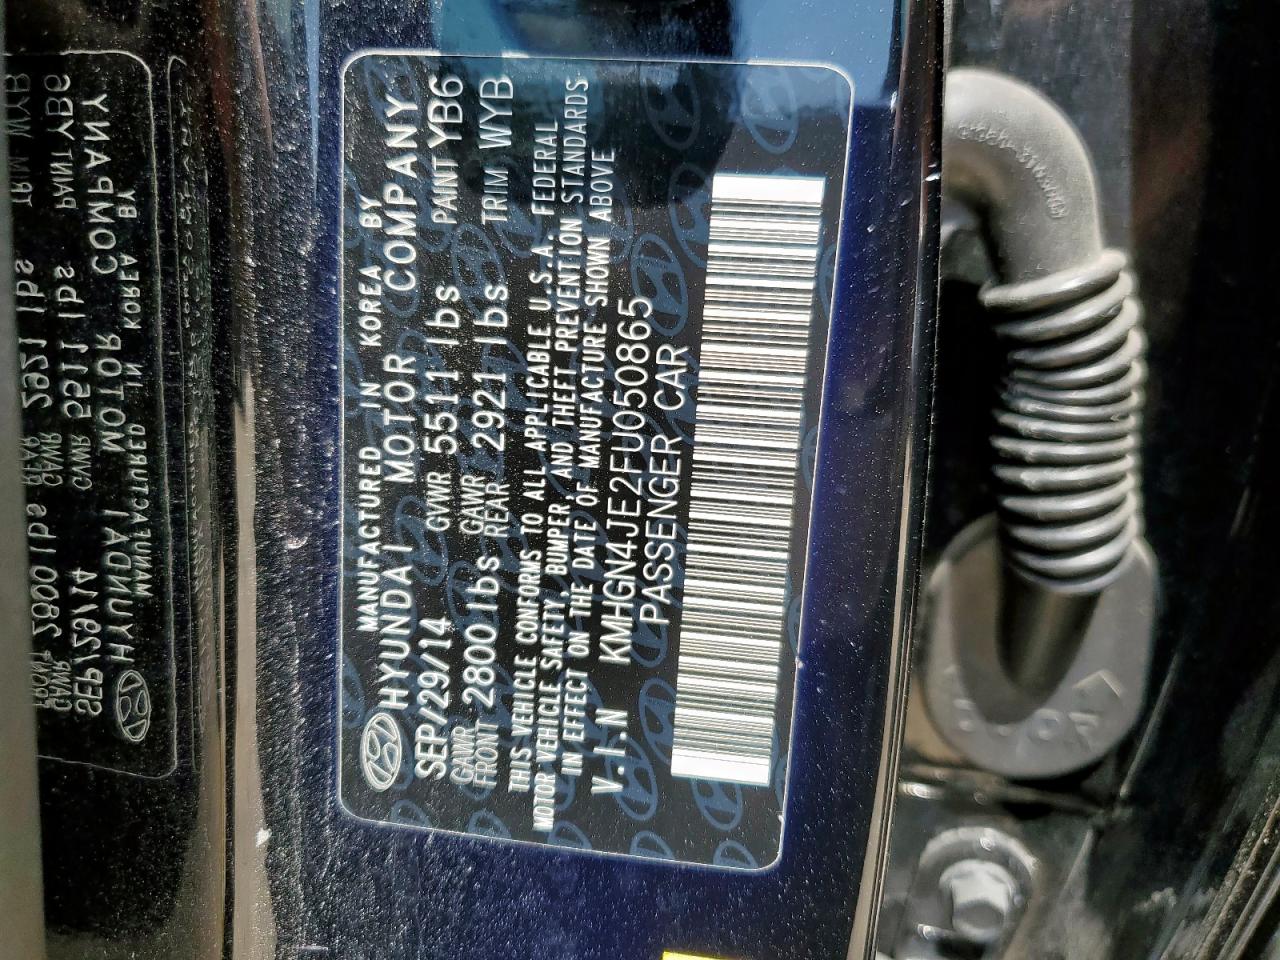 MANUFACTURED IN KOREA BY
HYUNDAI MOTOR COMPANY
SEP/29/14 GVWR 5511 lbs PAINT YB6
GAWR FRONT 2800 lbs GAWR REAR 2921 lbs TRIM WYB
THIS VEHICLE CONFORMS TO ALL APPLICABLE U.S.A. FEDERAL
MOTOR VEHICLE SAFETY, BUMPER, AND THEFT PREVENTION STANDARDS
IN EFFECT ON THE DATE OF MANUFACTURE SHOWN ABOVE
V.I.N KMHGN4JE2FU050865
PASSENGER CAR